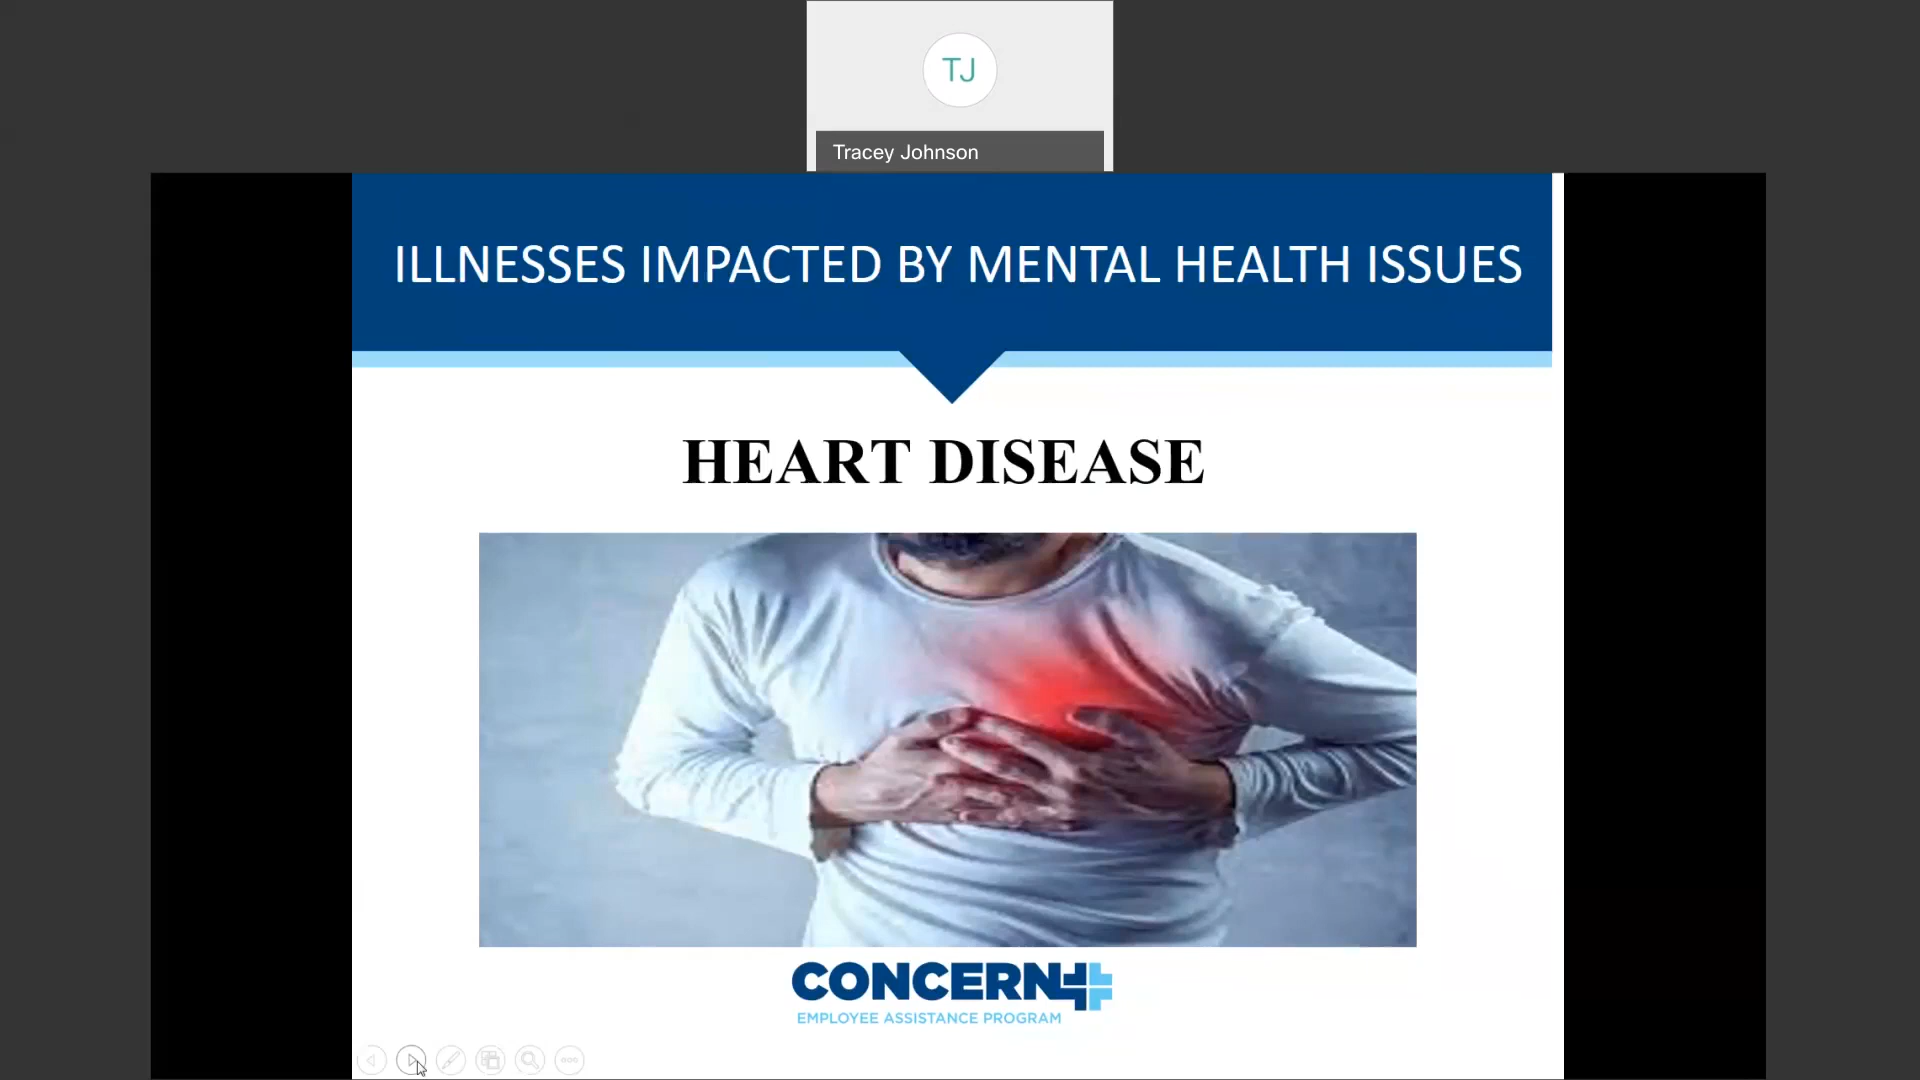 TJ
Tracey Johnson
ILLNESSES IMPACTED BY MENTAL HEALTH ISSUES
HEART DISEASE
CONCERN
EMPLOYEE ASSISTANCE PROGRAM